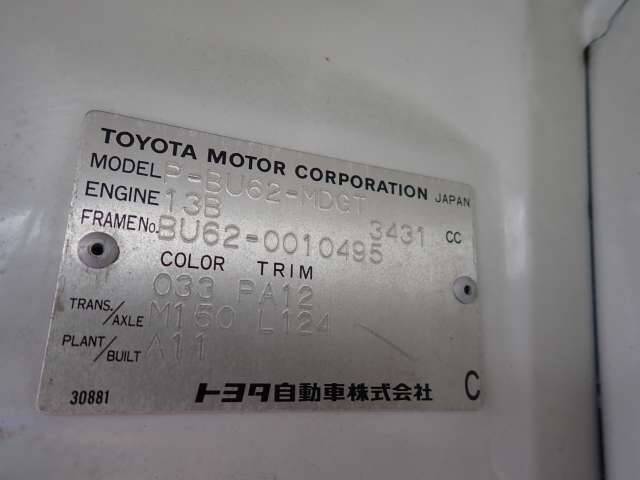 TOYOTA MOTOR CORPORATION JAPAN
MODEL P-BU62-MDGT
ENGINE 13B 3431 CC
FRAME No. BU62-0010495
COLOR TRIM
033 PA12
TRANS./AXLE M150 L124
PLANT/BUILT A11
30881 トヨタ自動車株式会社 C